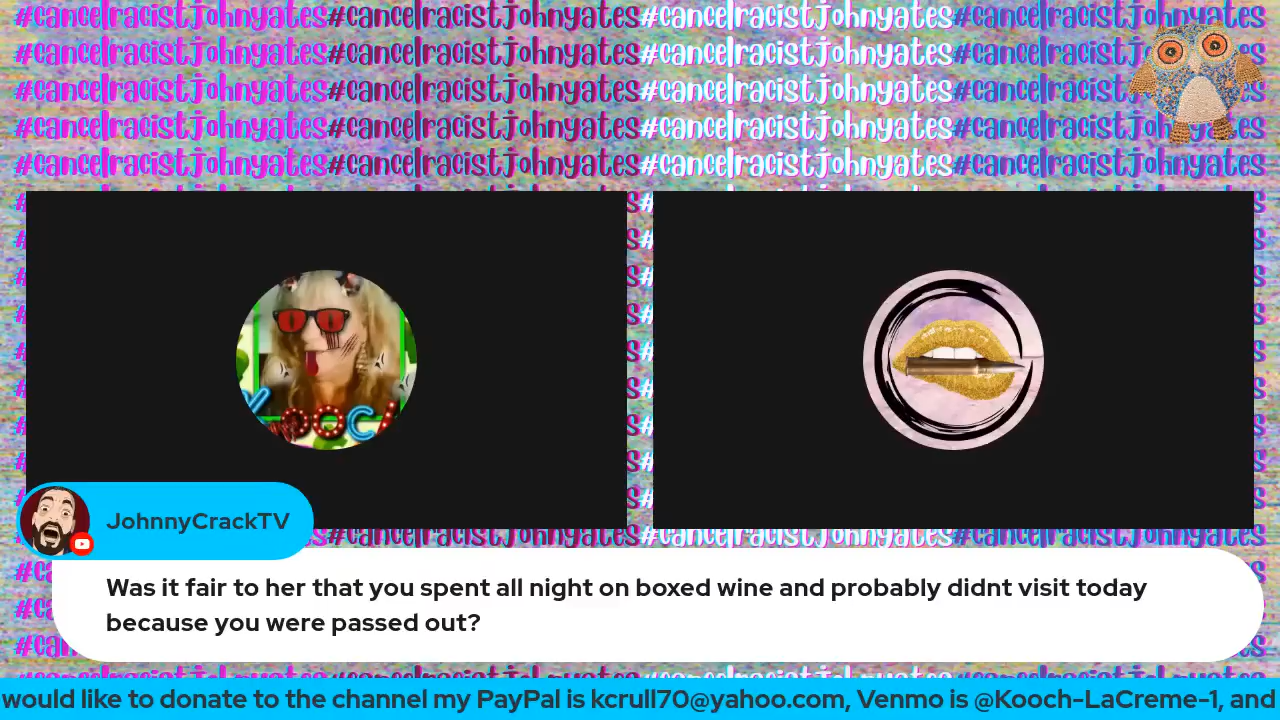 #cancelracistjohnyates#cancelracistjohnyates#cancelracistjohnyates#cancelracistjohnyates
#cancelracistjohnyates#cancelracistjohnyates#cancelracistjohnyates#cancelracistjohnyates
#cancelracistjohnyates#cancelracistjohnyates#cancelracistjohnyates#cancelracistjohnyates
#cancelracistjohnyates#cancelracistjohnyates#cancelracistjohnyates#cancelracistjohnyates
#cancelracistjohnyates#cancelracistjohnyates#cancelracistjohnyates#cancelracistjohnyates
JohnnyCrackTV
Was it fair to her that you spent all night on boxed wine and probably didnt visit today
because you were passed out?
would like to donate to the channel my PayPal is kcrull70@yahoo.com, Venmo is @Kooch-LaCreme-1, and